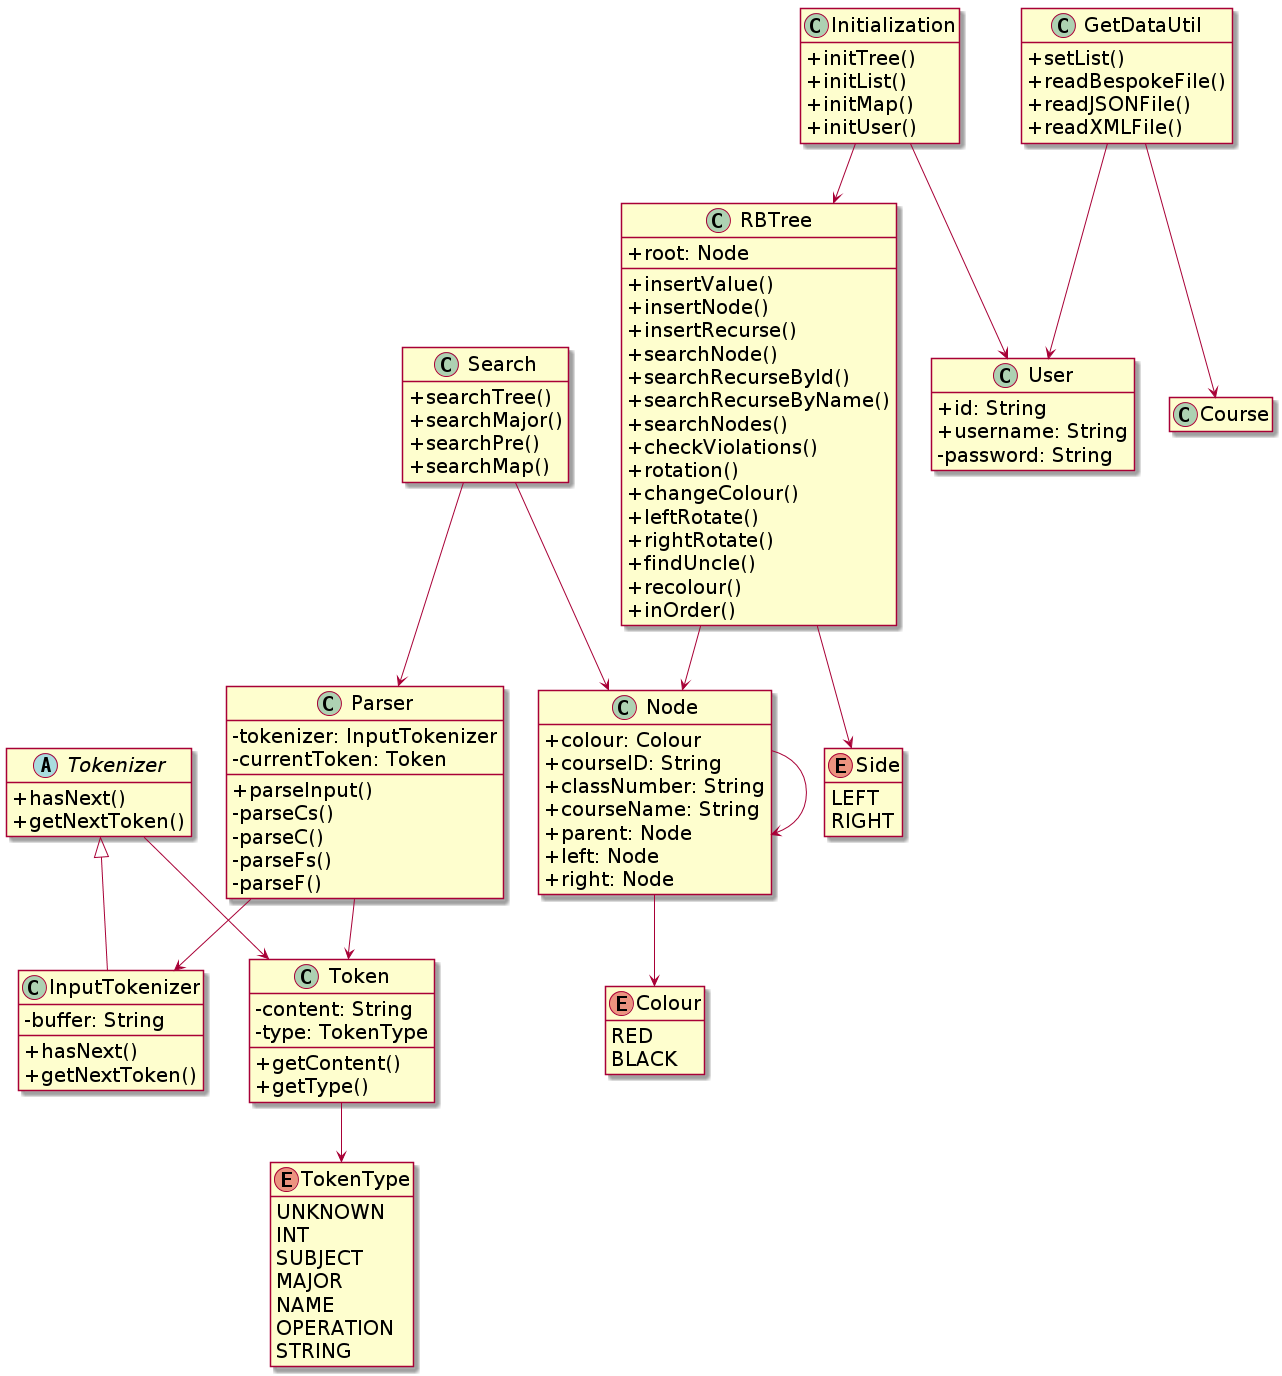 C Initialization
+initTree()
+initList()
+initMap()
+initUser()
C GetDataUtil
+setList()
+readBespokeFile()
+readJSONFile()
+readXMLFile()
C RBTree
+root: Node
+insertValue()
+insertNode()
+insertRecurse()
+searchNode()
+searchRecurseById()
+searchRecurseByName()
+searchNodes()
+checkViolations()
+rotation()
+changeColour()
+leftRotate()
+rightRotate()
+findUncle()
+recolour()
+inOrder()
C Search
+searchTree()
+searchMajor()
+searchPre()
+searchMap()
C User
+id: String
+username: String
-password: String
C Course
C Parser
-tokenizer: InputTokenizer
-currentToken: Token
+parseInput()
-parseCs()
-parseC()
-parseFs()
-parseF()
C Node
+colour: Colour
+courseID: String
+classNumber: String
+courseName: String
+parent: Node
+left: Node
+right: Node
E Side
LEFT
RIGHT
A Tokenizer
+hasNext()
+getNextToken()
C InputTokenizer
-buffer: String
+hasNext()
+getNextToken()
C Token
-content: String
-type: TokenType
+getContent()
+getType()
E Colour
RED
BLACK
E TokenType
UNKNOWN
INT
SUBJECT
MAJOR
NAME
OPERATION
STRING